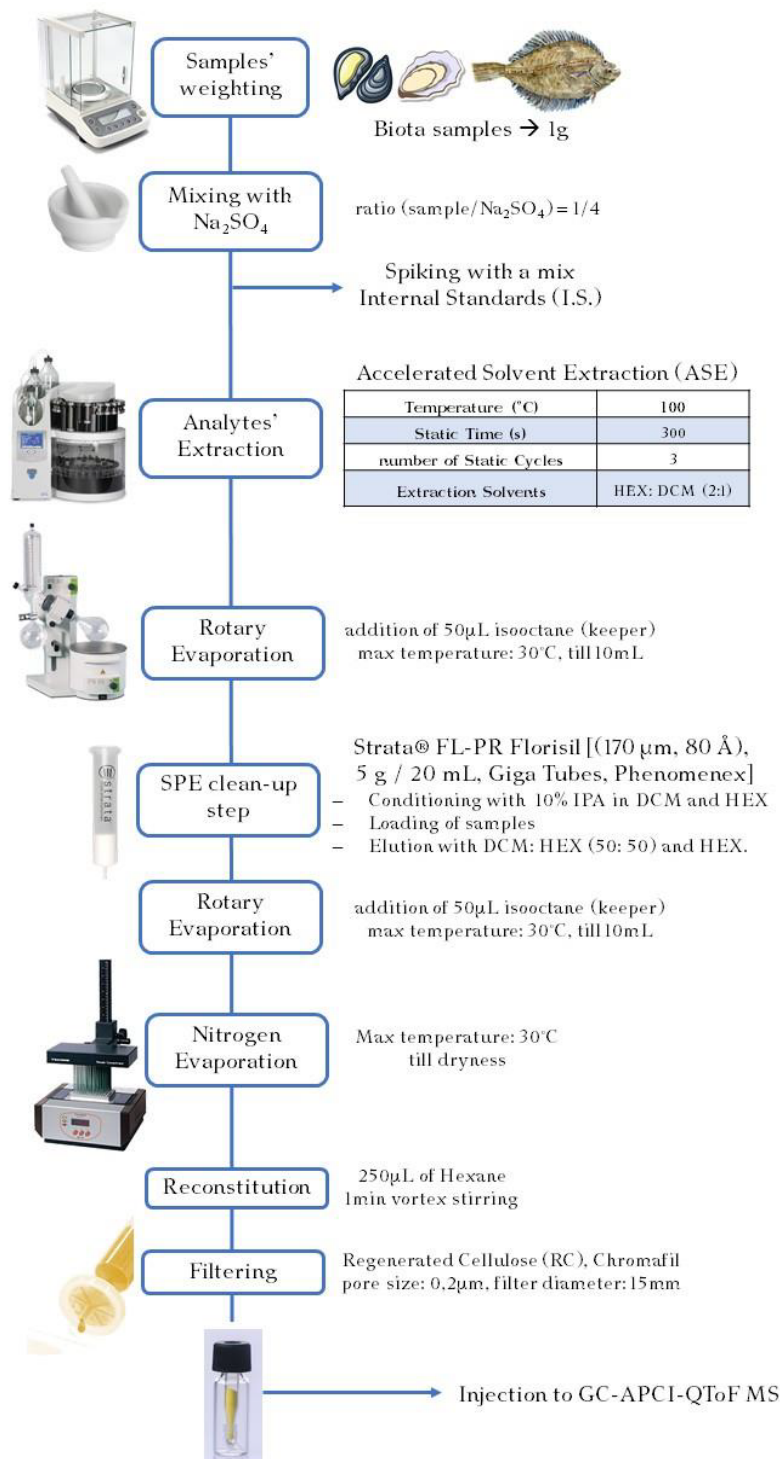 Samples'
weighting
Biota samples → 1g
Mixing with
Na₂SO₄
ratio (sample/Na₂SO₄) = 1/4
Spiking with a mix
Internal Standards (I.S.)
Accelerated Solvent Extraction (ASE)
Analytes'
Extraction
Temperature (°C) 100
Static Time (s) 300
number of Static Cycles 3
Extraction Solvents HEX: DCM (2:1)
Rotary
Evaporation
addition of 50µL isooctane (keeper)
max temperature: 30°C, till 10mL
SPE clean-up
step
strata
Strata® FL-PR Florisil [(170 µm, 80 Å),
5 g / 20 mL, Giga Tubes, Phenomenex]
– Conditioning with 10% IPA in DCM and HEX
– Loading of samples
– Elution with DCM: HEX (50: 50) and HEX.
Rotary
Evaporation
addition of 50µL isooctane (keeper)
max temperature: 30°C, till 10mL
Nitrogen
Evaporation
Max temperature: 30°C
till dryness
Reconstitution
250µL of Hexane
1min vortex stirring
Filtering
Regenerated Cellulose (RC), Chromafil
pore size: 0,2µm, filter diameter: 15mm
Injection to GC-APCI-QToF MS